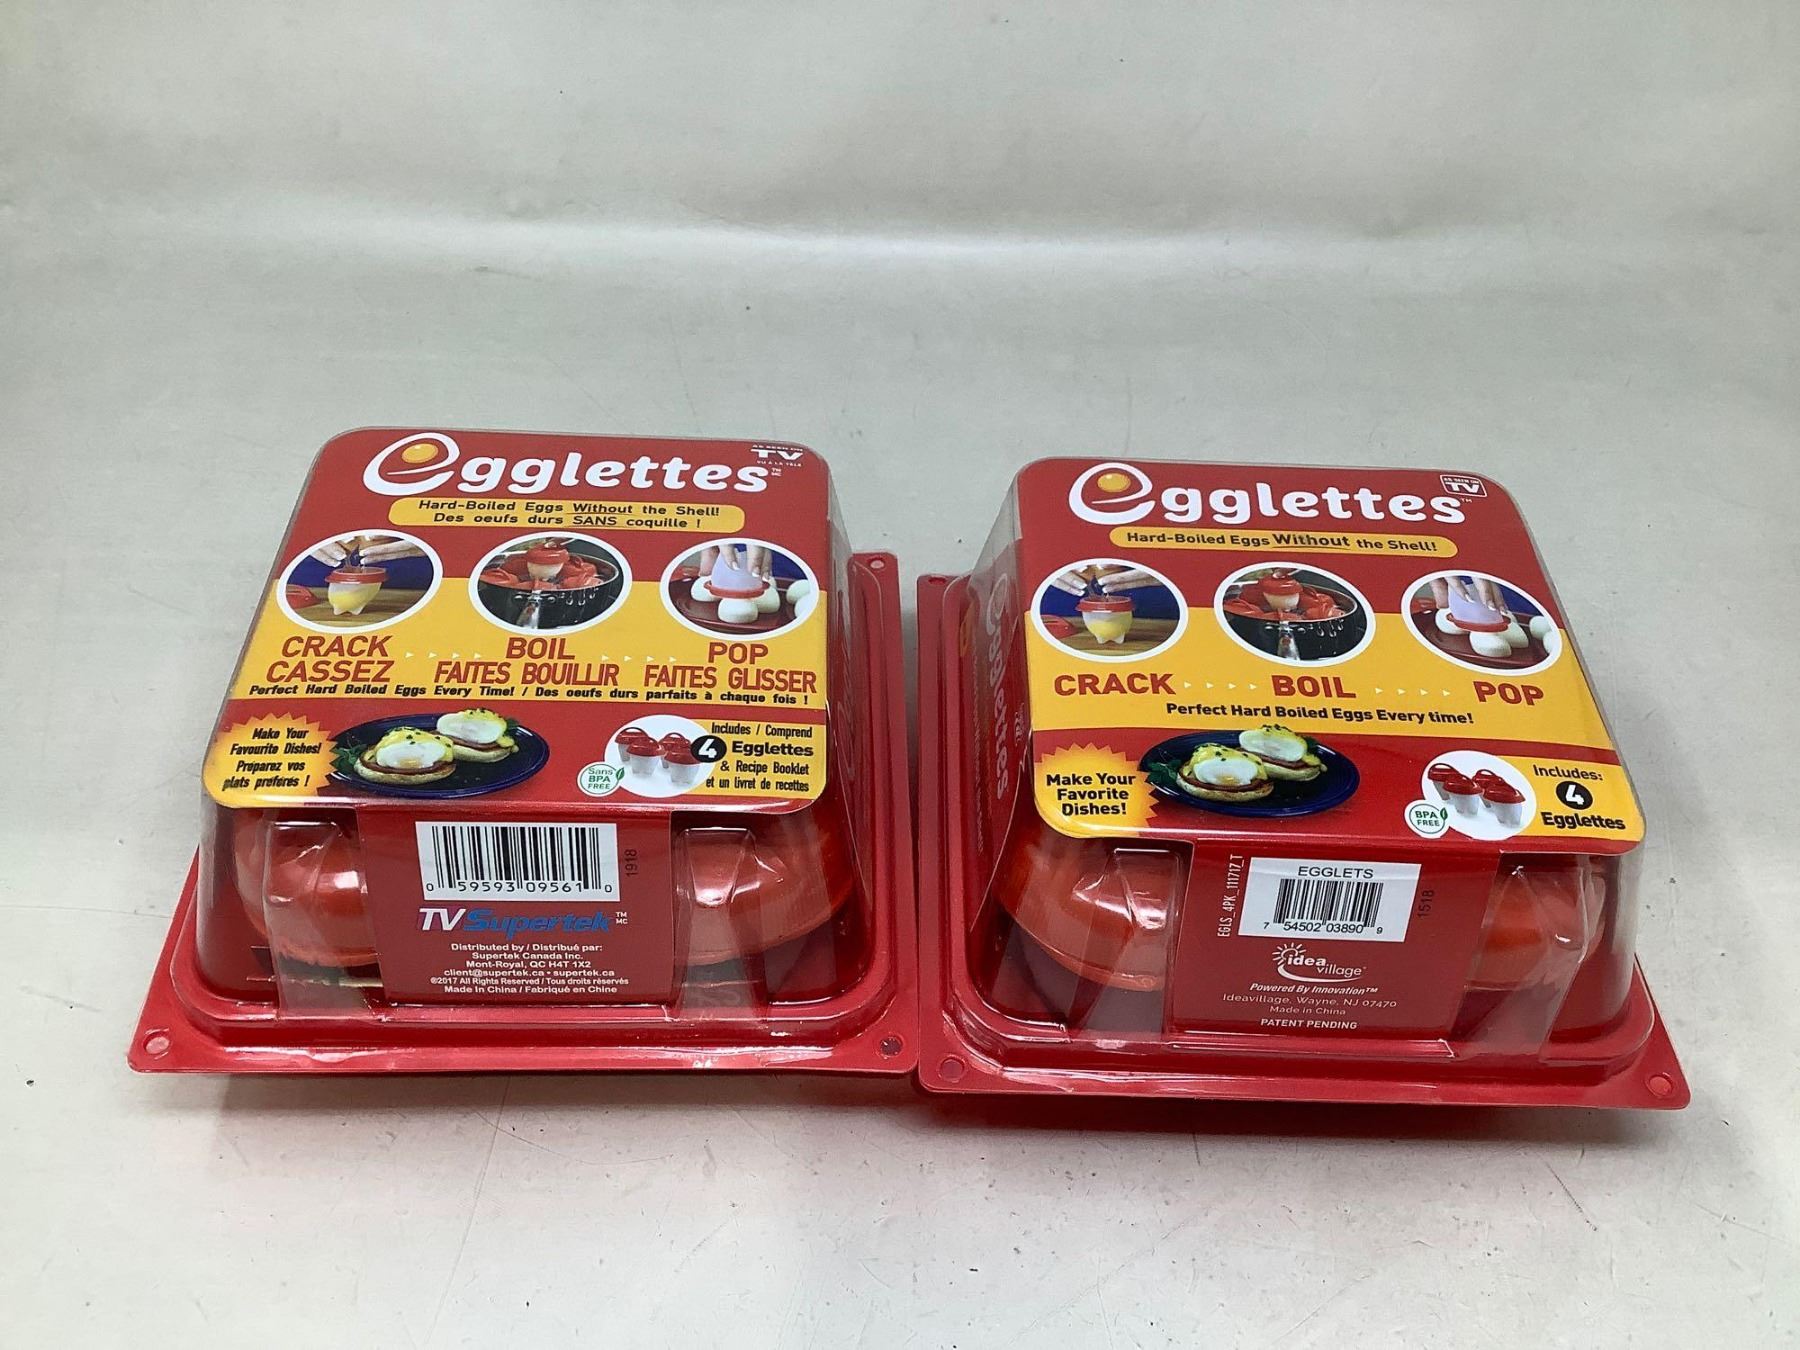 egglettes™ MC
AS SEEN ON
TV
VU À LA TÉLÉ
Hard-Boiled Eggs Without the Shell!
Des oeufs durs SANS coquille !
CRACK BOIL POP
CASSEZ FAITES BOUILLIR FAITES GLISSER
Perfect Hard Boiled Eggs Every Time! / Des oeufs durs parfaits à chaque fois !
Make Your
Favourite Dishes!
Préparez vos
plats préférés !
Sans
BPA
FREE
Includes / Comprend
4 Egglettes
& Recipe Booklet
et un livret de recettes
0 59593 09561 0
1918
TV Supertek™ MC
Distributed by / Distribué par:
Supertek Canada Inc.
Mont-Royal, QC H4T 1X2
client@supertek.ca • supertek.ca
©2017 All Rights Reserved / Tous droits réservés
Made In China / Fabriqué en Chine
egglettes
AS SEEN ON
TV
™
Hard-Boiled Eggs Without the Shell!
CRACK BOIL POP
Perfect Hard Boiled Eggs Every time!
Make Your
Favorite
Dishes!
BPA
FREE
Includes:
4
Egglettes
egglettes
EGLS_4PK_111717_T
EGGLETS
7 54502 03890 9
1518
idea
village
Powered By Innovation™
Ideavillage, Wayne, NJ 07470
Made in China
PATENT PENDING